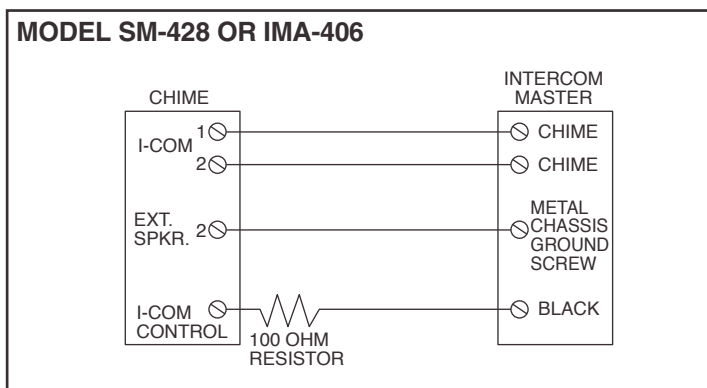 MODEL SM-428 OR IMA-406
CHIME
INTERCOM
MASTER
I-COM
1
2
CHIME
CHIME
EXT.
SPKR.
2
METAL
CHASSIS
GROUND
SCREW
I-COM
CONTROL
100 OHM
RESISTOR
BLACK